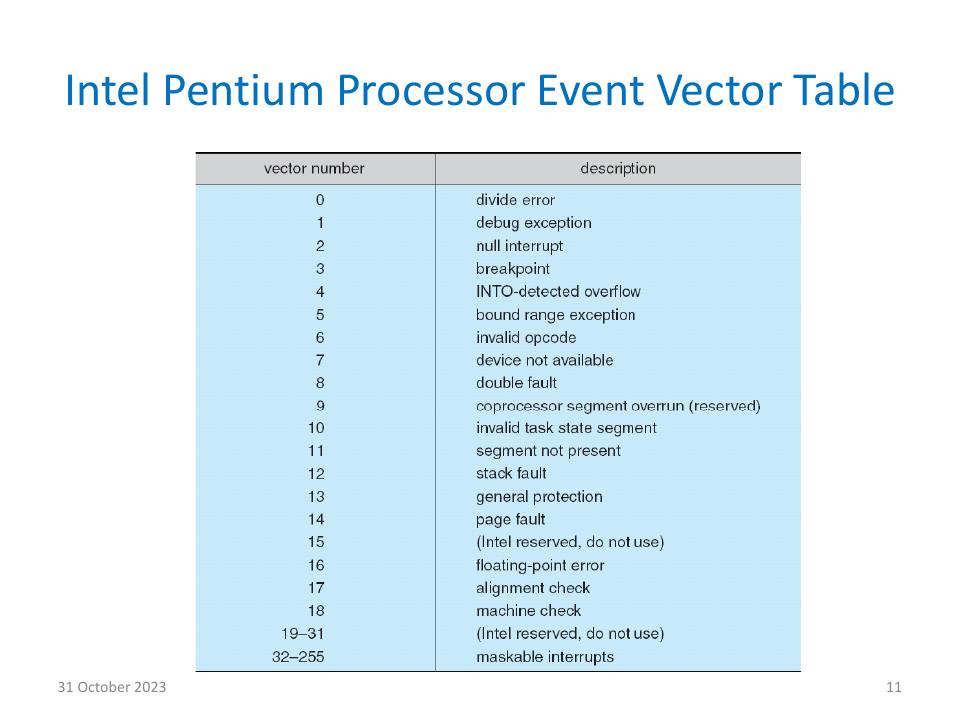 Intel Pentium Processor Event Vector Table
vector number description
0 divide error
1 debug exception
2 null interrupt
3 breakpoint
4 INTO-detected overflow
5 bound range exception
6 invalid opcode
7 device not available
8 double fault
9 coprocessor segment overrun (reserved)
10 invalid task state segment
11 segment not present
12 stack fault
13 general protection
14 page fault
15 (Intel reserved, do not use)
16 floating-point error
17 alignment check
18 machine check
19–31 (Intel reserved, do not use)
32–255 maskable interrupts
31 October 2023 11